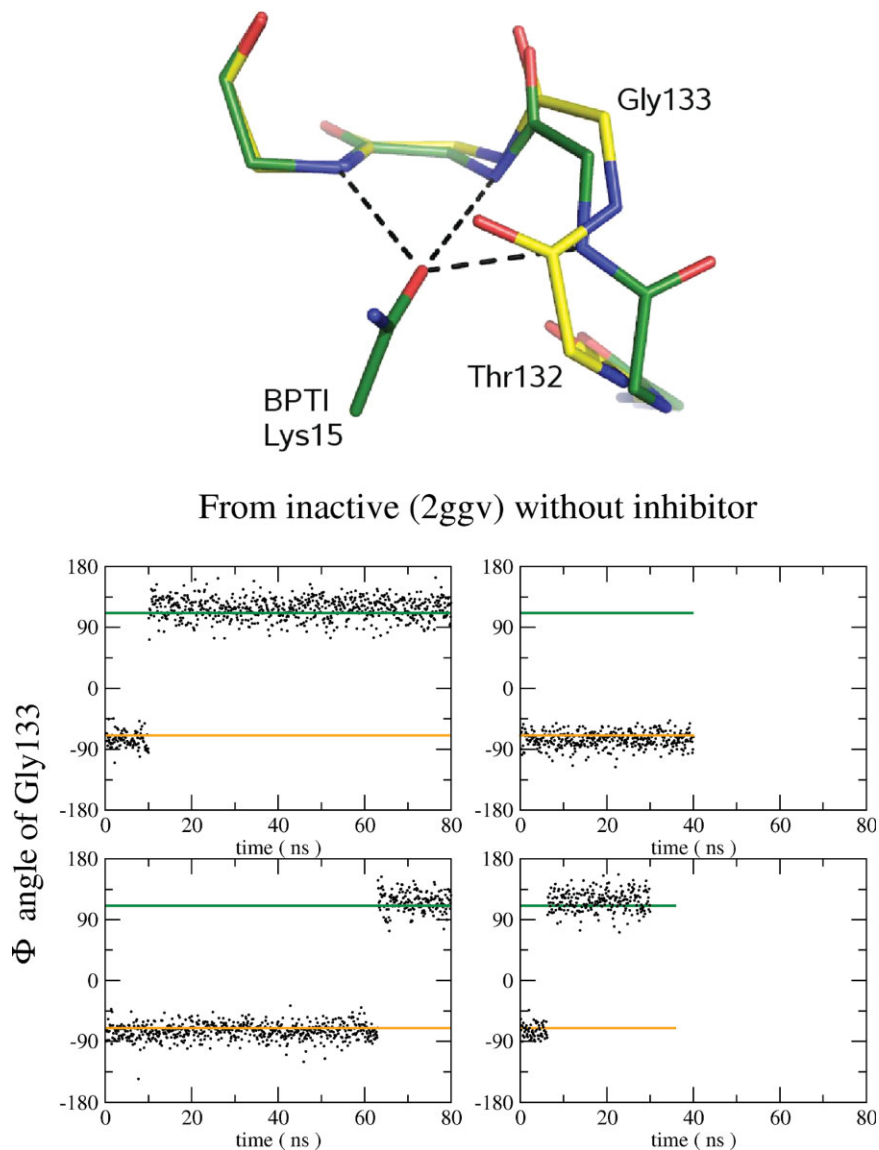 Gly133
Thr132
BPTI
Lys15
From inactive (2ggv) without inhibitor
Φ angle of Gly133
180
90
0
-90
-180
0 20 40 60 80
time ( ns )
180
90
0
-90
-180
0 20 40 60 80
time ( ns )
180
90
0
-90
-180
0 20 40 60 80
time ( ns )
180
90
0
-90
-180
0 20 40 60 80
time ( ns )